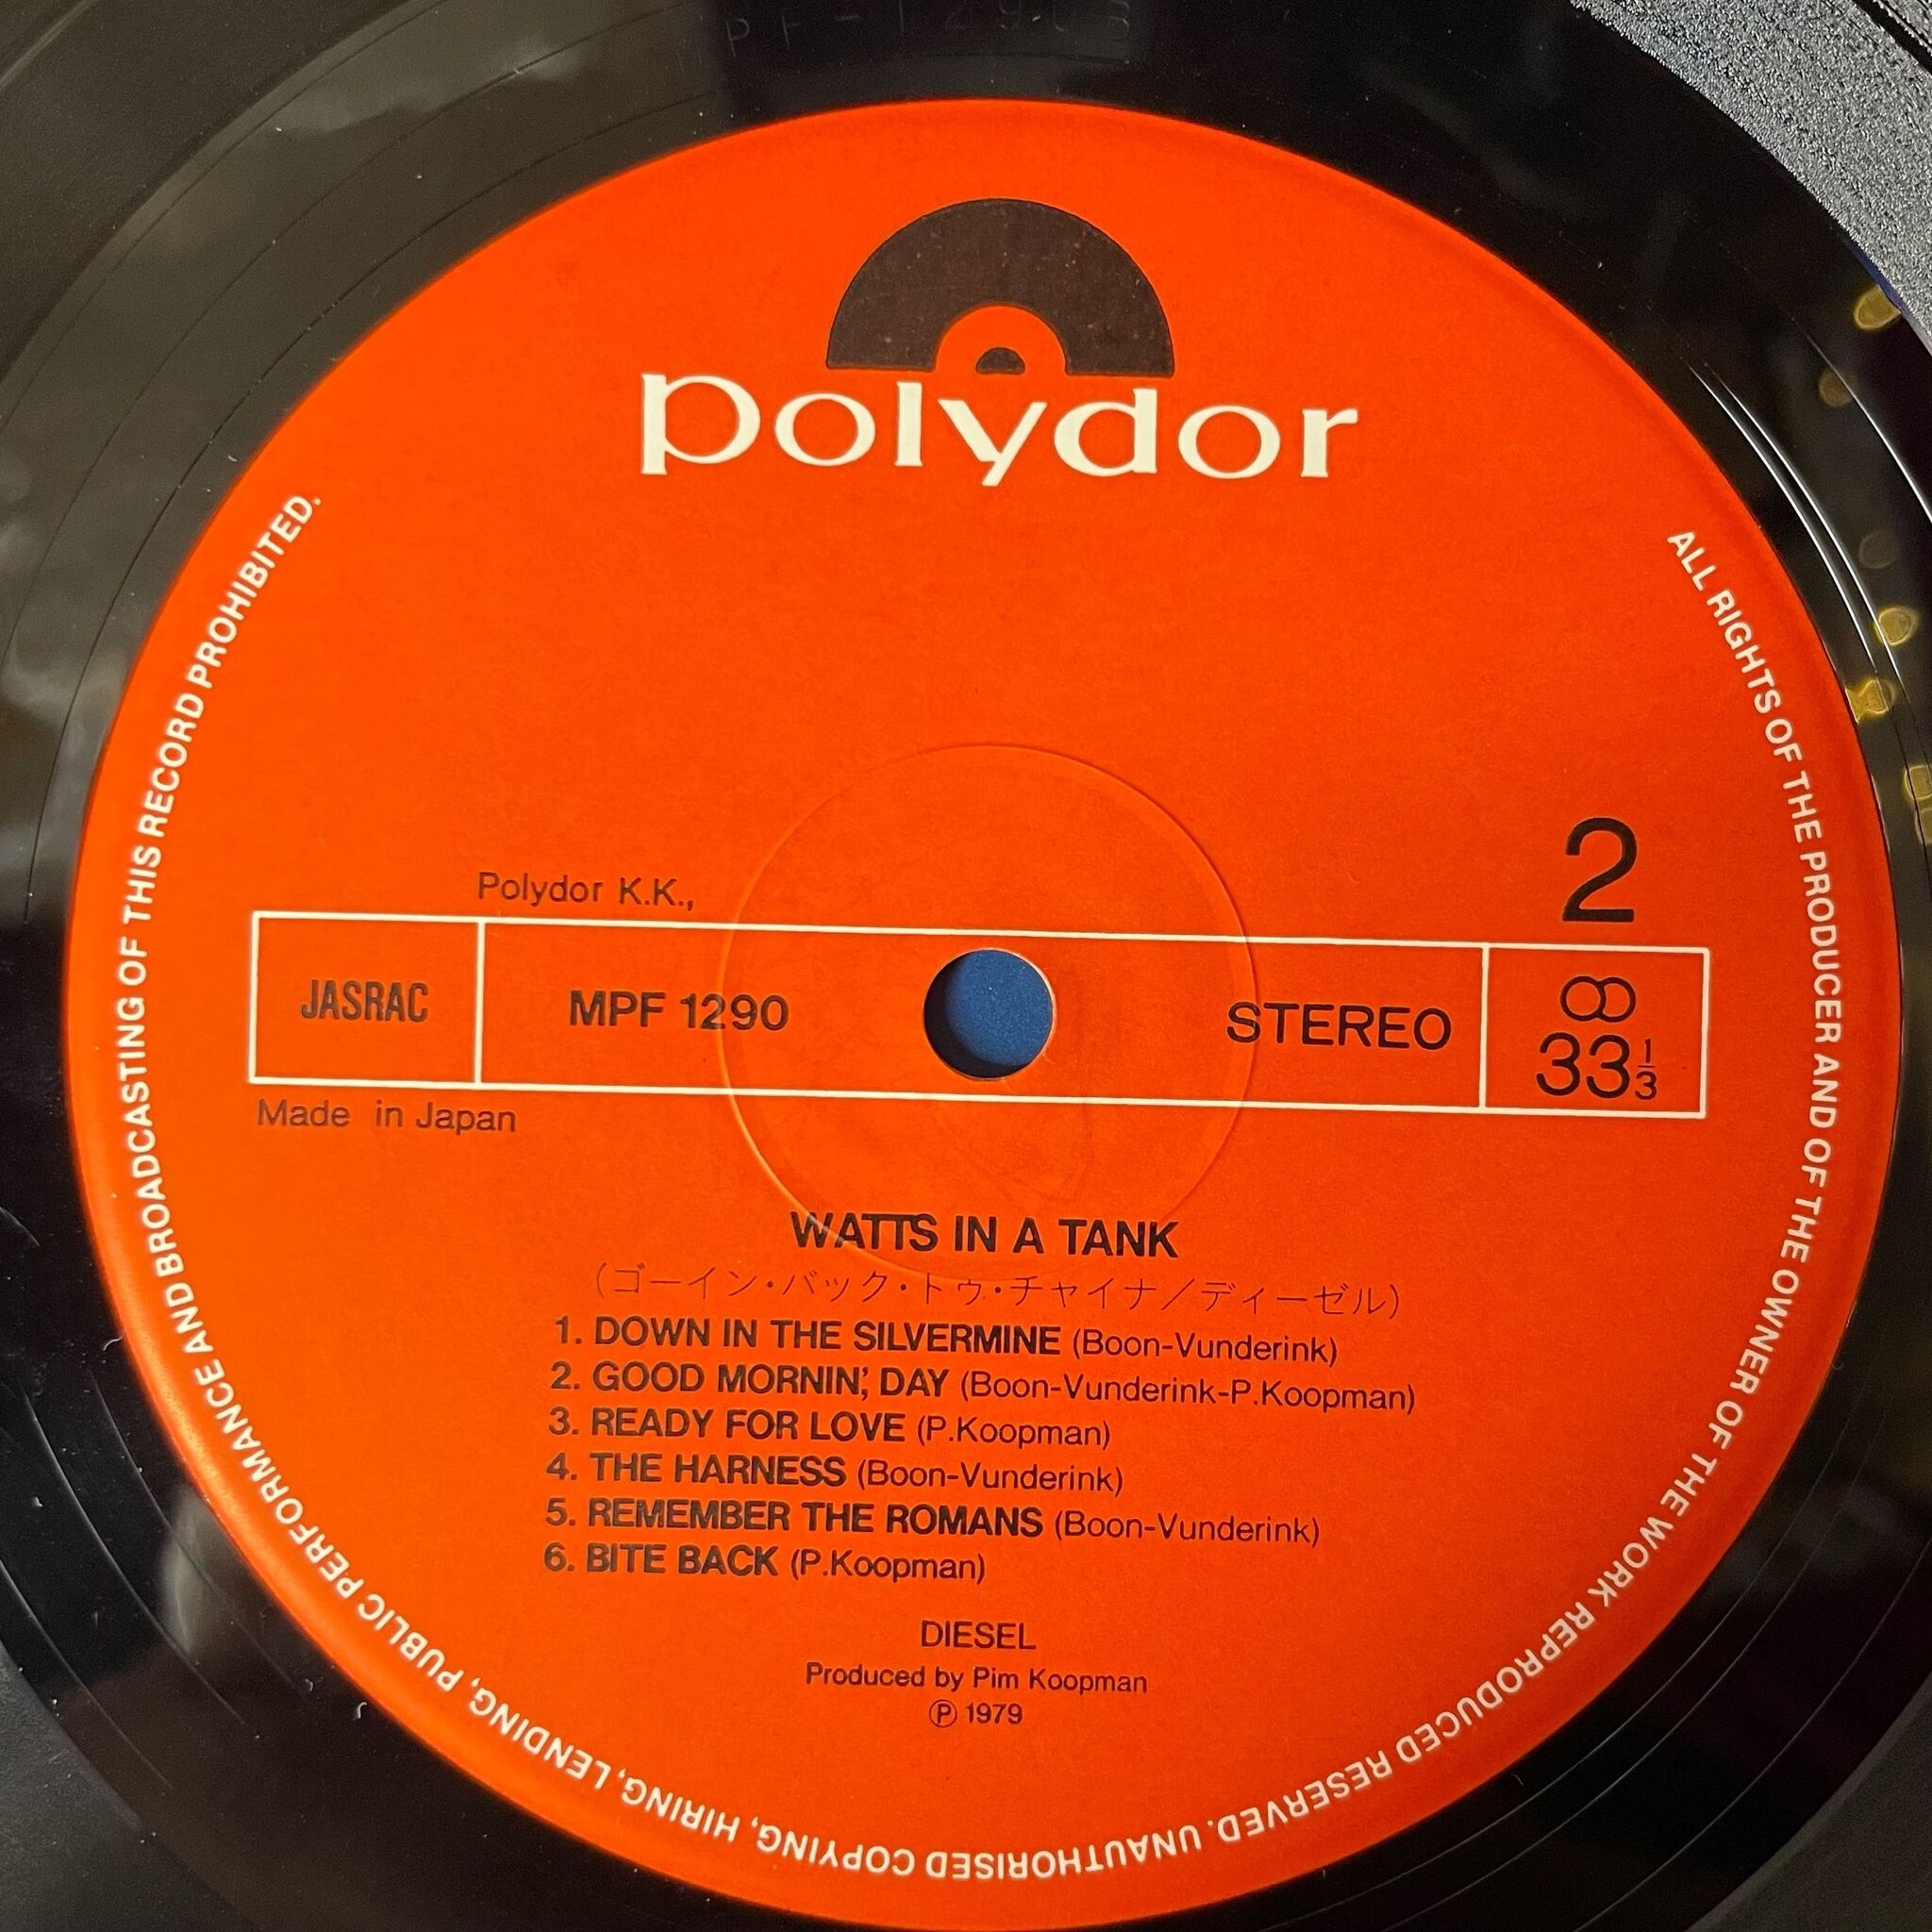 polydor
2
Polydor K.K.,
JASRAC
MPF 1290
STEREO
33 1/3
Made in Japan
WATTS IN A TANK
(ゴーイン・バック・トゥ・チャイナ/ディーゼル)
1. DOWN IN THE SILVERMINE (Boon-Vunderink)
2. GOOD MORNIN', DAY (Boon-Vunderink-P.Koopman)
3. READY FOR LOVE (P.Koopman)
4. THE HARNESS (Boon-Vunderink)
5. REMEMBER THE ROMANS (Boon-Vunderink)
6. BITE BACK (P.Koopman)
DIESEL
Produced by Pim Koopman
℗ 1979
ALL RIGHTS OF THE PRODUCER AND OF THE OWNER OF THE WORK REPRODUCED RESERVED. UNAUTHORISED COPYING, HIRING, LENDING, PUBLIC PERFORMANCE AND BROADCASTING OF THIS RECORD PROHIBITED.